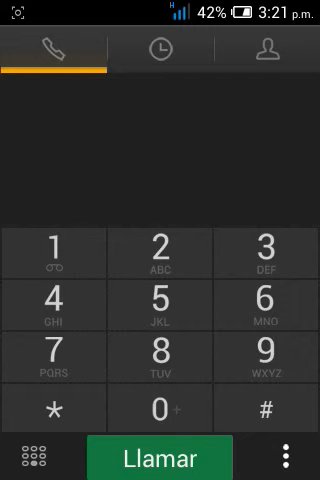 H 42% 3:21 p.m.
1 2 3
ABC DEF
4 5 6
GHI JKL MNO
7 8 9
PQRS TUV WXYZ
* 0 + #
Llamar